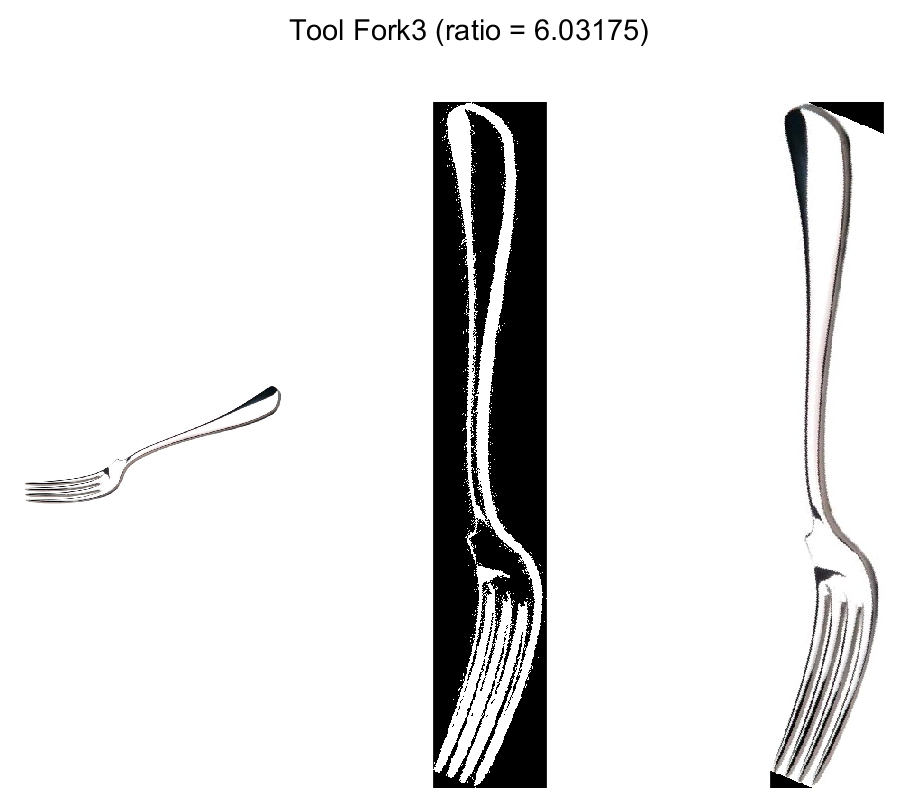 Tool Fork3 (ratio = 6.03175)